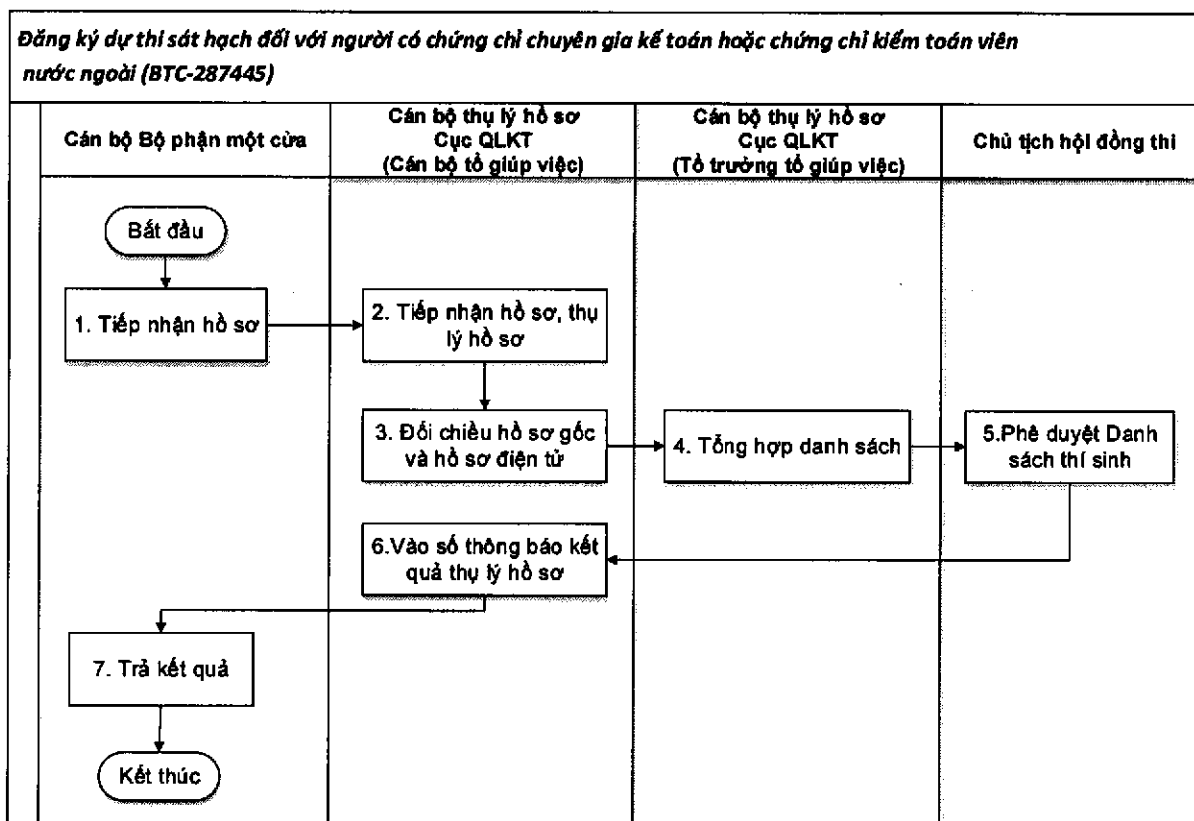 Đăng ký dự thi sát hạch đối với người có chứng chỉ chuyên gia kế toán hoặc chứng chỉ kiểm toán viên
nước ngoài (BTC-287445)
Cán bộ Bộ phận một cửa
Cán bộ thụ lý hồ sơ
Cục QLKT
(Cán bộ tổ giúp việc)
Cán bộ thụ lý hồ sơ
Cục QLKT
(Tổ trưởng tổ giúp việc)
Chủ tịch hội đồng thi
Bắt đầu
1. Tiếp nhận hồ sơ
2. Tiếp nhận hồ sơ, thụ
lý hồ sơ
3. Đối chiếu hồ sơ gốc
và hồ sơ điện tử
4. Tổng hợp danh sách
5.Phê duyệt Danh
sách thí sinh
6.Vào sổ thông báo kết
quả thụ lý hồ sơ
7. Trả kết quả
Kết thúc